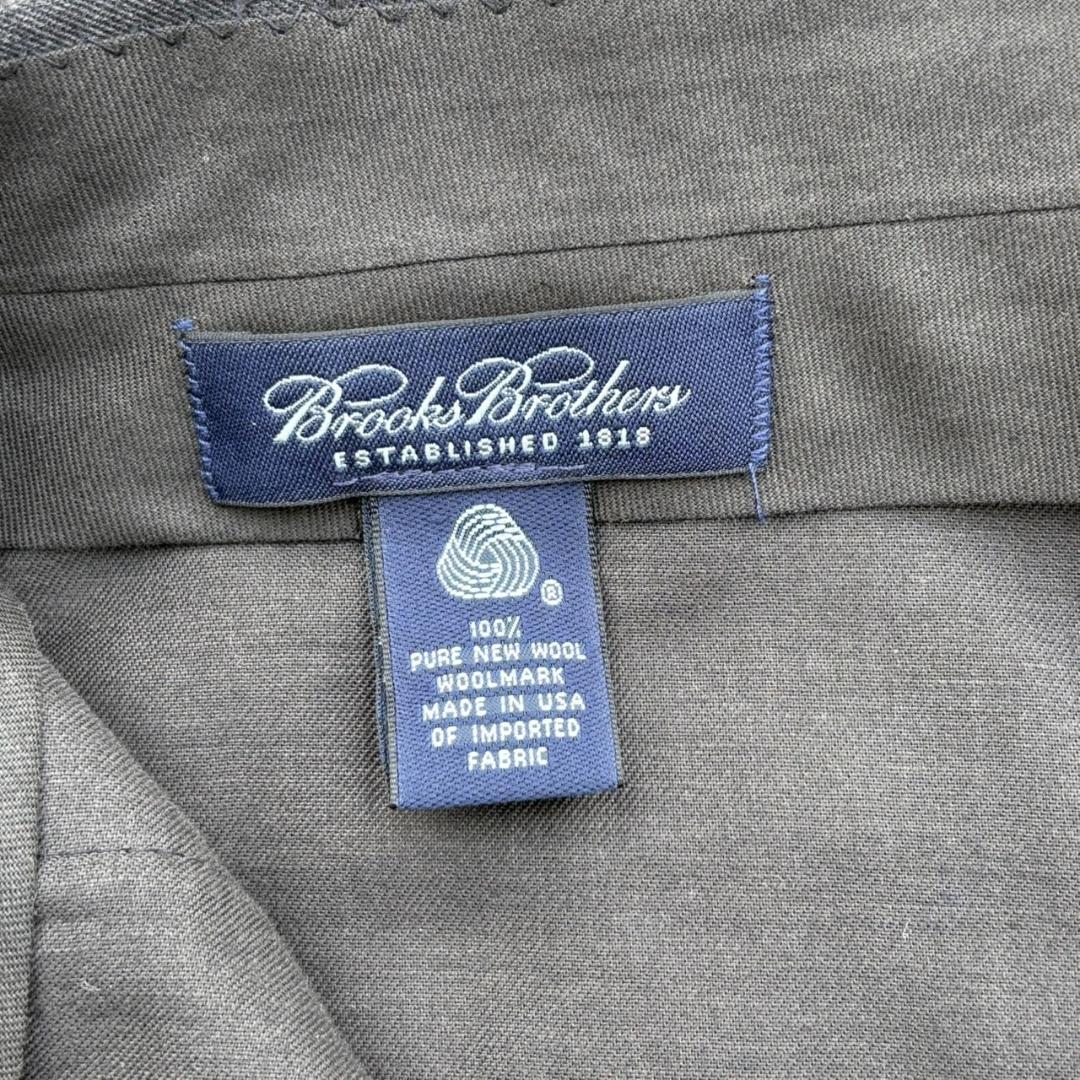 Brooks Brothers
ESTABLISHED 1818
®
100%
PURE NEW WOOL
WOOLMARK
MADE IN USA
OF IMPORTED
FABRIC